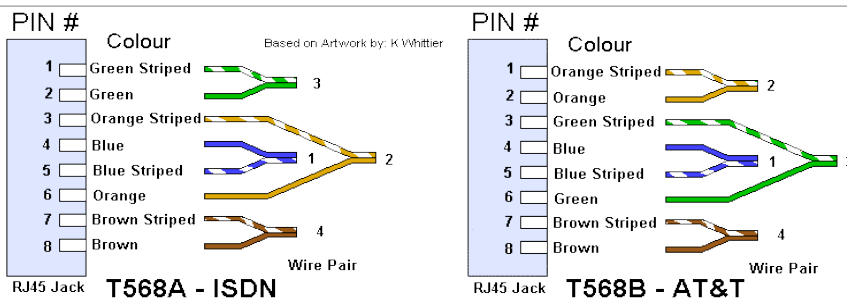 PIN #
Colour
Based on Artwork by: K Whittier
1 Green Striped
2 Green
3
3 Orange Striped
4 Blue
5 Blue Striped
1
2
6 Orange
7 Brown Striped
8 Brown
4
Wire Pair
RJ45 Jack
T568A - ISDN
PIN #
Colour
1 Orange Striped
2 Orange
2
3 Green Striped
4 Blue
5 Blue Striped
1
6 Green
7 Brown Striped
8 Brown
4
Wire Pair
RJ45 Jack
T568B - AT&T